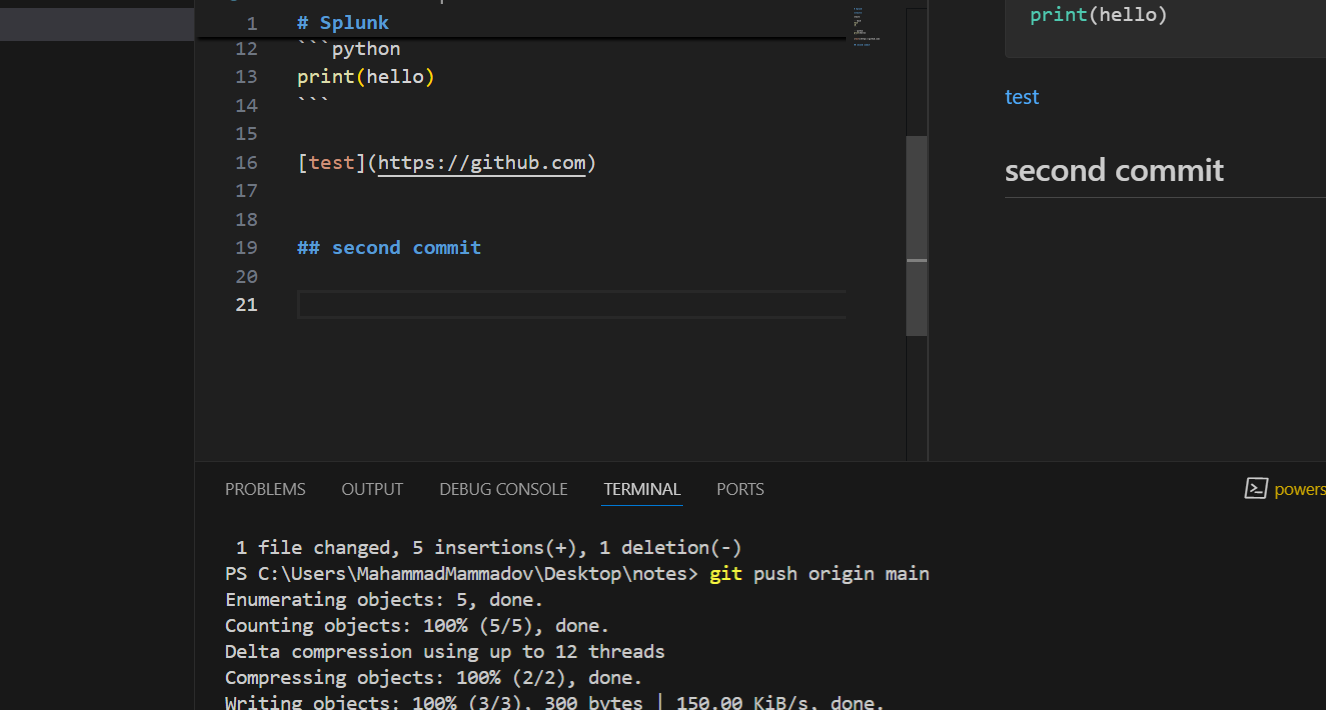 1 # Splunk
12 ```python
13 print(hello)
14 ```
15
16 [test](https://github.com)
17
18
19 ## second commit
20
21
print(hello)
test
second commit
PROBLEMS OUTPUT DEBUG CONSOLE TERMINAL PORTS
powers
1 file changed, 5 insertions(+), 1 deletion(-)
PS C:\Users\MahammadMammadov\Desktop\notes> git push origin main
Enumerating objects: 5, done.
Counting objects: 100% (5/5), done.
Delta compression using up to 12 threads
Compressing objects: 100% (2/2), done.
Writing objects: 100% (3/3), 300 bytes | 150.00 KiB/s, done.